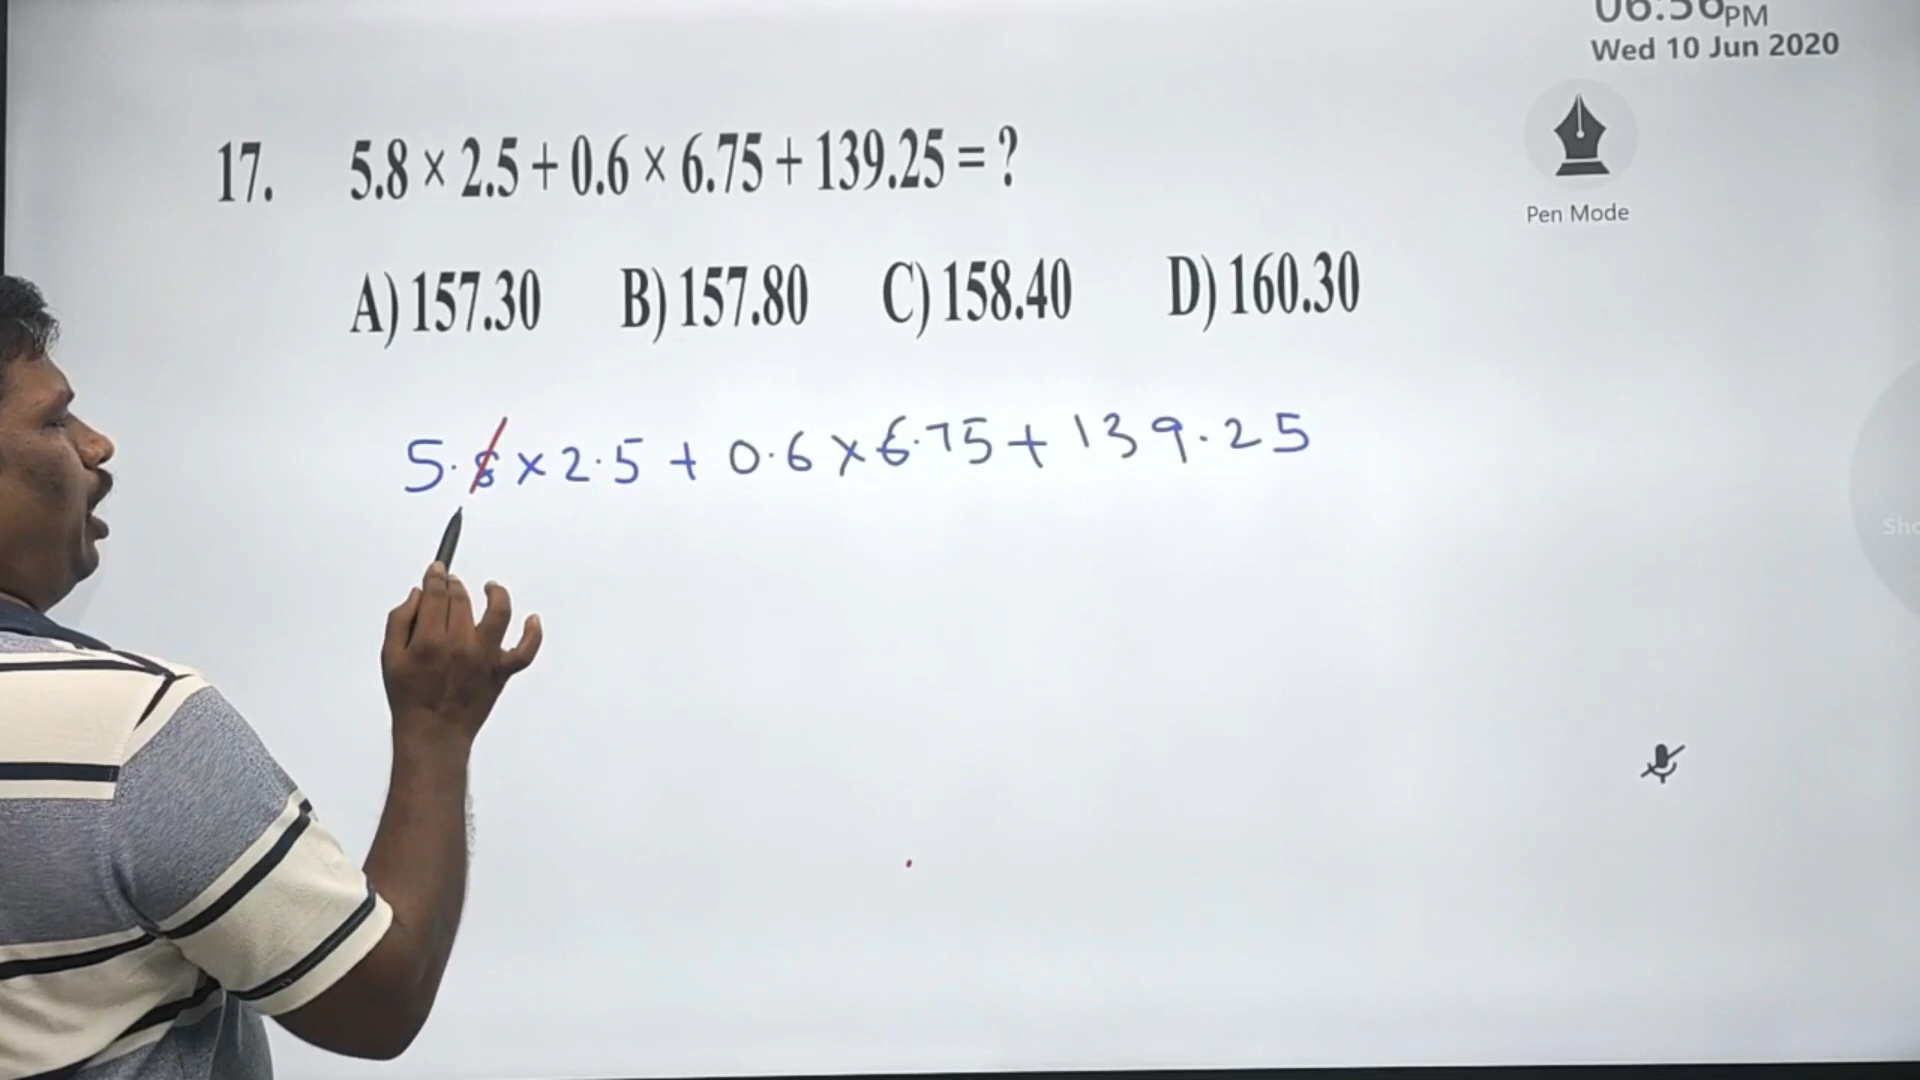 06:56PM
Wed 10 Jun 2020
17. 5.8 × 2.5 + 0.6 × 6.75 + 139.25 = ?
Pen Mode
A) 157.30 B) 157.80 C) 158.40 D) 160.30
5.8 × 2.5 + 0.6 × 6.75 + 139.25